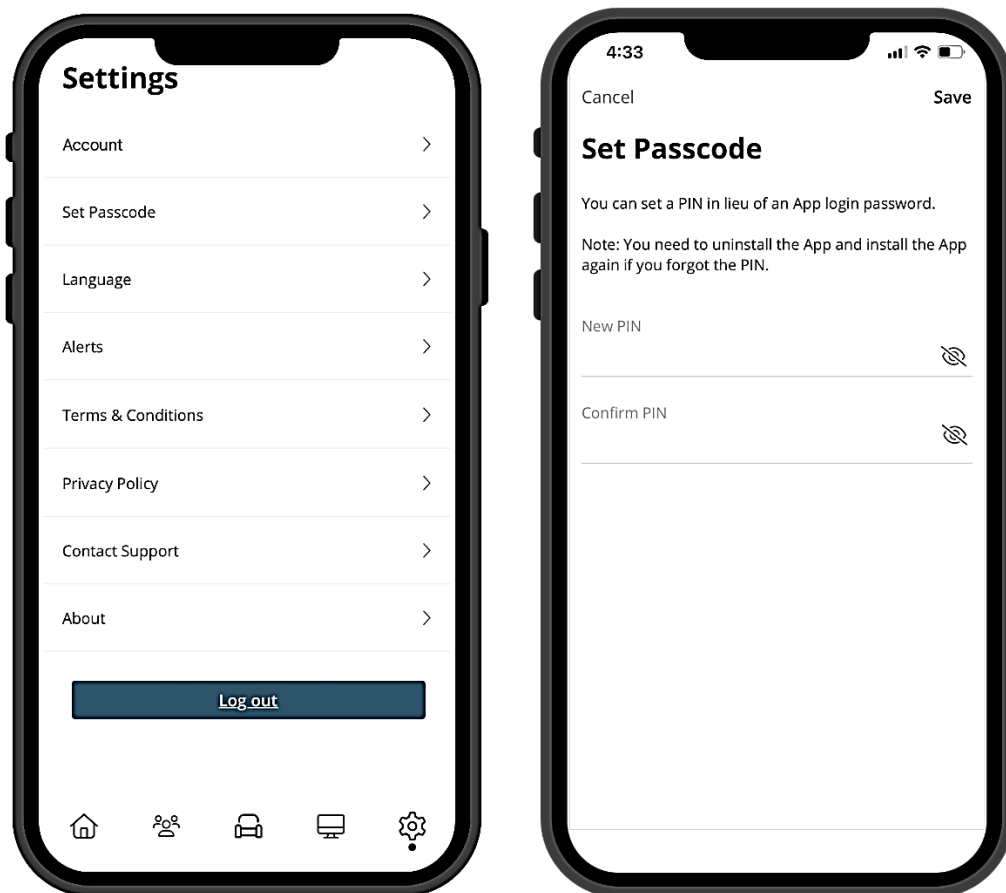 Settings
Account
Set Passcode
Language
Alerts
Terms & Conditions
Privacy Policy
Contact Support
About
Log out
4:33
Cancel
Save
Set Passcode
You can set a PIN in lieu of an App login password.
Note: You need to uninstall the App and install the App
again if you forgot the PIN.
New PIN
Confirm PIN